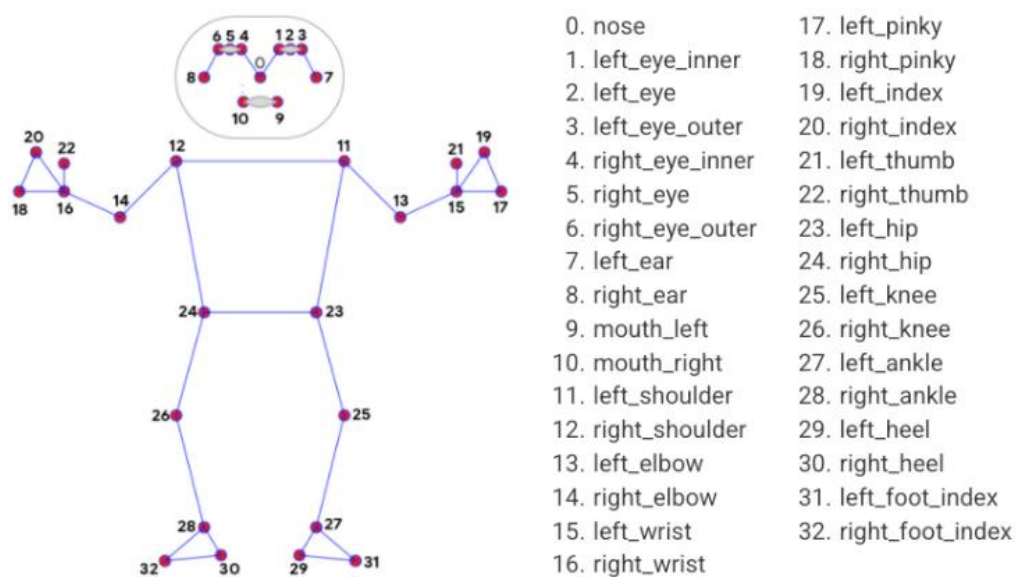 6 5 4 1 2 3
0
8 7
10 9
20 22 12 11 21 19
18 16 14 13 15 17
24 23
26 25
28 27
32 30 29 31
0. nose
1. left_eye_inner
2. left_eye
3. left_eye_outer
4. right_eye_inner
5. right_eye
6. right_eye_outer
7. left_ear
8. right_ear
9. mouth_left
10. mouth_right
11. left_shoulder
12. right_shoulder
13. left_elbow
14. right_elbow
15. left_wrist
16. right_wrist
17. left_pinky
18. right_pinky
19. left_index
20. right_index
21. left_thumb
22. right_thumb
23. left_hip
24. right_hip
25. left_knee
26. right_knee
27. left_ankle
28. right_ankle
29. left_heel
30. right_heel
31. left_foot_index
32. right_foot_index